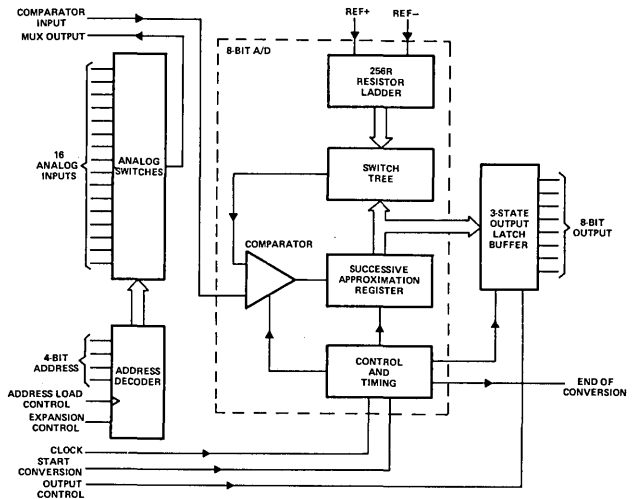 COMPARATOR
INPUT
MUX OUTPUT
REF+
REF−
8-BIT A/D
256R
RESISTOR
LADDER
16
ANALOG
INPUTS
ANALOG
SWITCHES
SWITCH
TREE
3-STATE
OUTPUT
LATCH
BUFFER
8-BIT
OUTPUT
COMPARATOR
SUCCESSIVE
APPROXIMATION
REGISTER
4-BIT
ADDRESS
ADDRESS
DECODER
CONTROL
AND
TIMING
ADDRESS LOAD
CONTROL
EXPANSION
CONTROL
END OF
CONVERSION
CLOCK
START
CONVERSION
OUTPUT
CONTROL